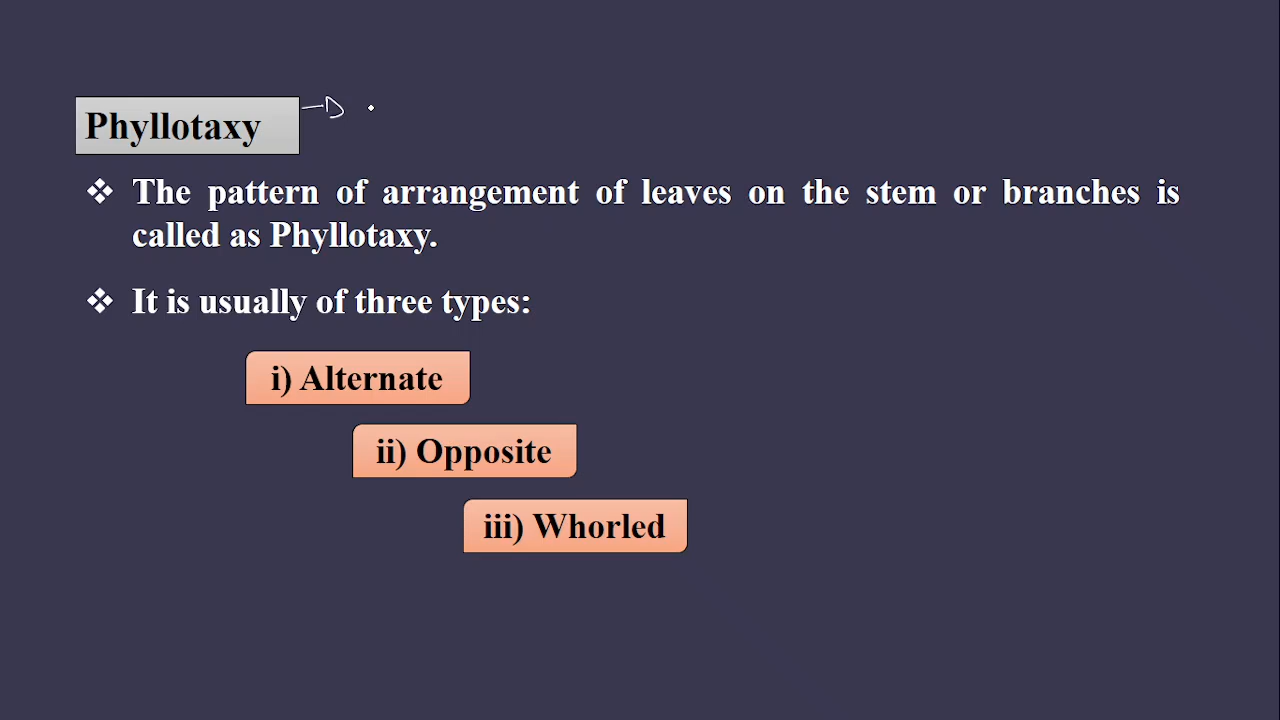 Phyllotaxy
❖ The pattern of arrangement of leaves on the stem or branches is
called as Phyllotaxy.
❖ It is usually of three types:
i) Alternate
ii) Opposite
iii) Whorled